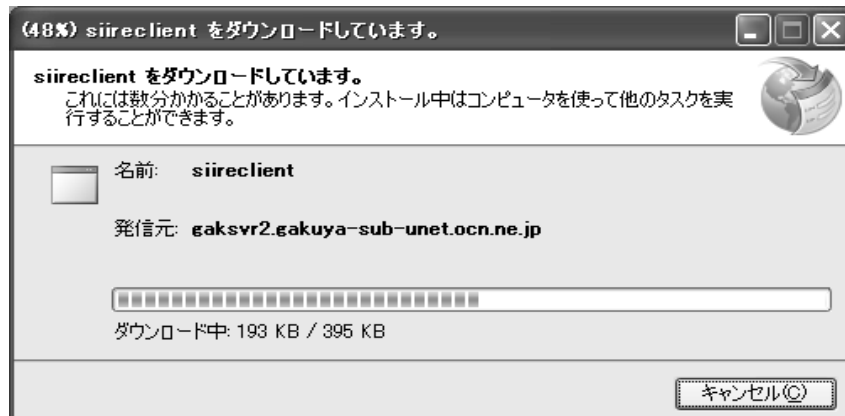 (48%) siireclient をダウンロードしています。
siireclient をダウンロードしています。
これには数分かかることがあります。インストール中はコンピュータを使って他のタスクを実
行することができます。
名前: siireclient
発信元: gaksvr2.gakuya-sub-unet.ocn.ne.jp
ダウンロード中: 193 KB / 395 KB
キャンセル(C)